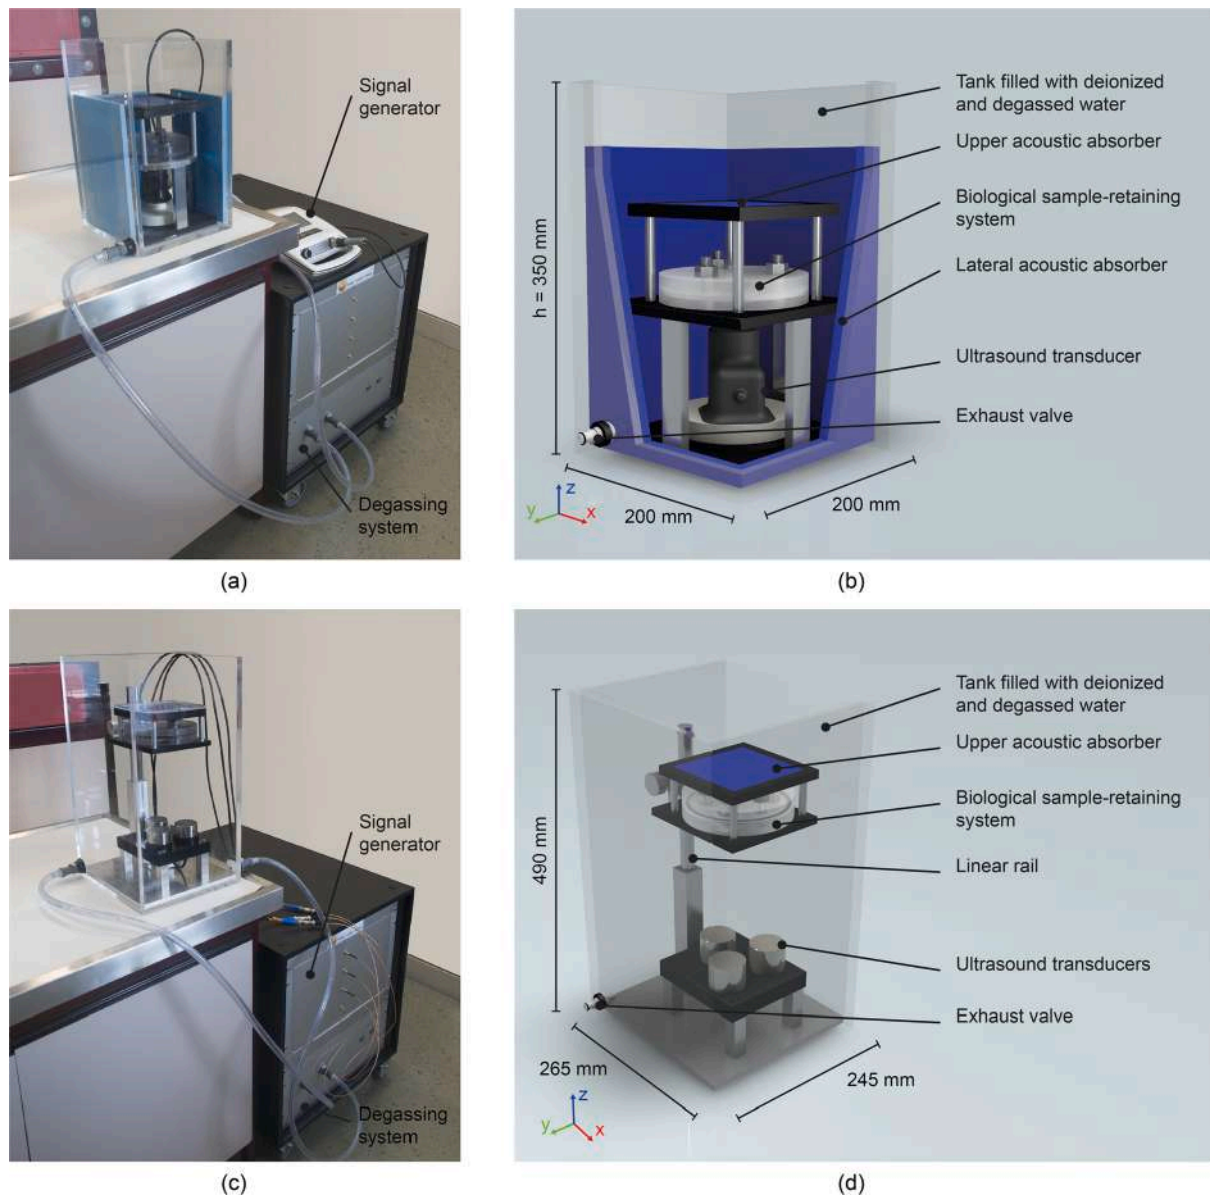 Signal
generator
Degassing
system
(a)
Tank filled with deionized
and degassed water
Upper acoustic absorber
Biological sample-retaining
system
Lateral acoustic absorber
Ultrasound transducer
Exhaust valve
h = 350 mm
200 mm
200 mm
z
y
x
(b)
Signal
generator
Degassing
system
(c)
Tank filled with deionized
and degassed water
Upper acoustic absorber
Biological sample-retaining
system
Linear rail
Ultrasound transducers
Exhaust valve
490 mm
265 mm
245 mm
z
y
x
(d)